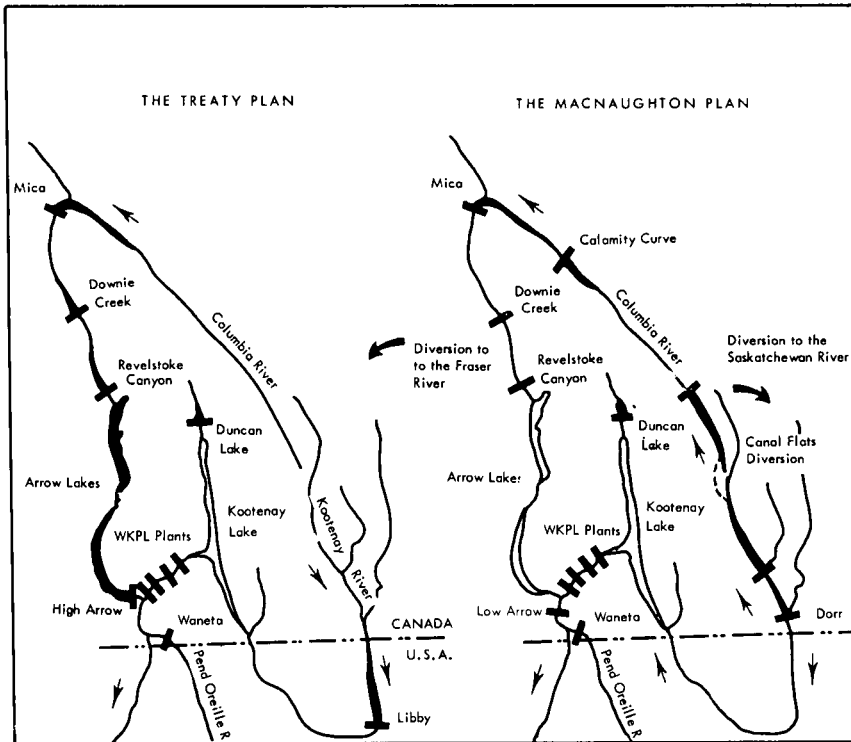 THE TREATY PLAN
Mica
Downie
Creek
Revelstoke
Canyon
Columbia River
Diversion to
to the Fraser
River
Duncan
Lake
Arrow Lakes
Kootenay
Lake
Kootenay
River
WKPL Plants
High Arrow
Waneta
CANADA
U.S.A.
Pend Oreille R
Libby
THE MACNAUGHTON PLAN
Mica
Calamity Curve
Downie
Creek
Columbia River
Revelstoke
Canyon
Diversion to the
Saskatchewan River
Duncan
Lake
Canal Flats
Diversion
Arrow Lakes
Kootenay
Lake
WKPL Plants
Low Arrow
Waneta
Dorr
Pend Oreille R